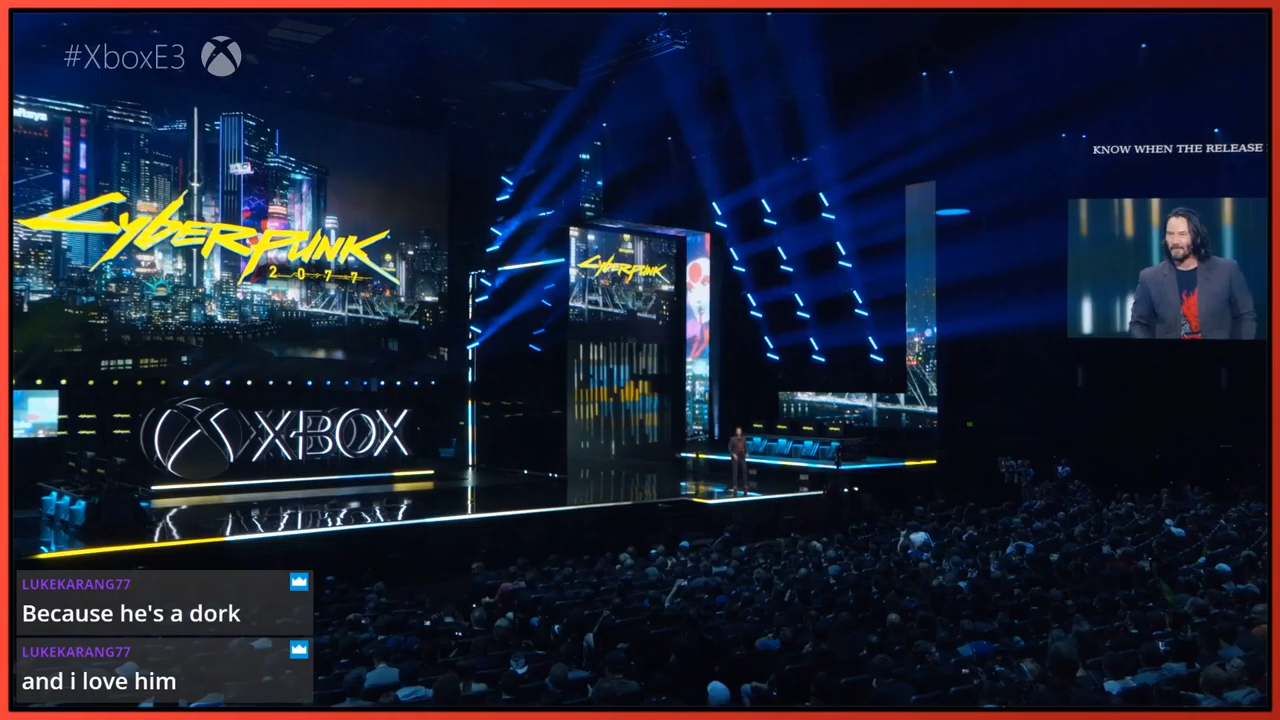 #XboxE3
CYBERPUNK
2077
CYBERPUNK
KNOW WHEN THE RELEASE
XBOX
LUKEKARANG77
Because he's a dork
LUKEKARANG77
and i love him